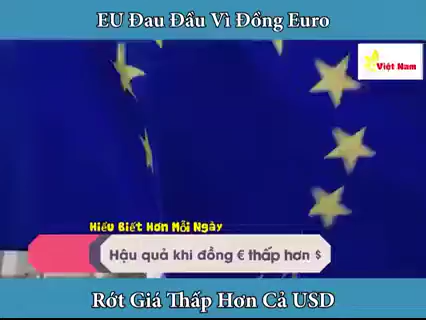 EU Đau Đầu Vì Đồng Euro
Việt Nam
Hiểu Biết Hơn Mỗi Ngày
Hậu quả khi đồng € thấp hơn $
Rớt Giá Thấp Hơn Cả USD